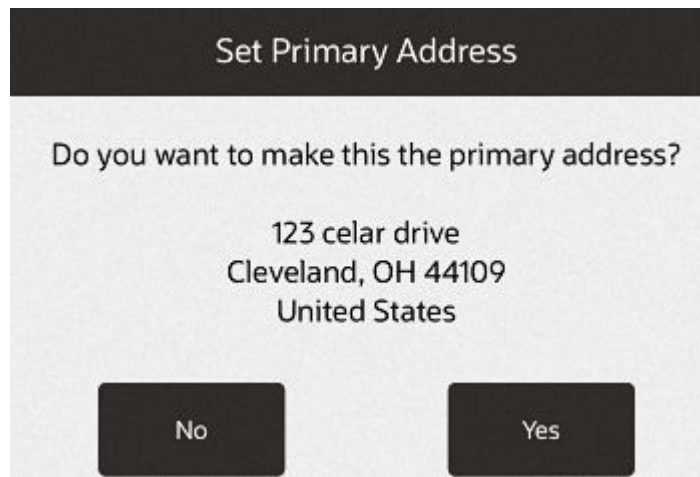 Set Primary Address
Do you want to make this the primary address?
123 celar drive
Cleveland, OH 44109
United States
No
Yes